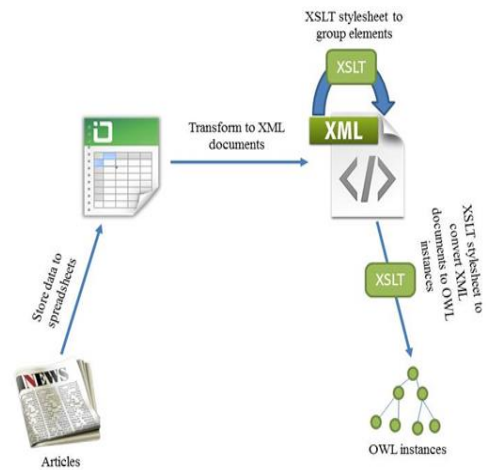 XSLT stylesheet to
group elements
XSLT
XML
</>
Transform to XML
documents
Store data to
spreadsheets
XSLT stylesheet to
convert XML
documents to OWL
instances
XSLT
NEWS
Articles
OWL instances